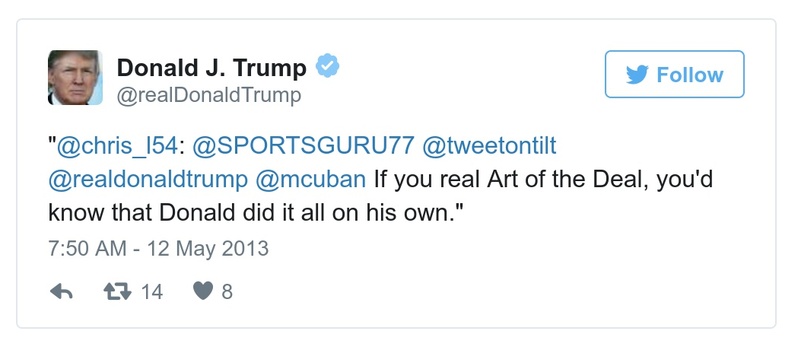 Donald J. Trump
@realDonaldTrump
Follow
"@chris_l54: @SPORTSGURU77 @tweetontilt
@realdonaldtrump @mcuban If you real Art of the Deal, you'd
know that Donald did it all on his own."
7:50 AM - 12 May 2013
14 8